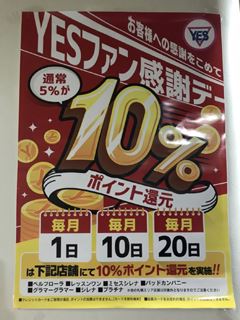 お客様への感謝をこめて
YES
YESファン感謝デー
通常
5%が
10%
ポイント還元
毎月
1日
毎月
10日
毎月
20日
は下記店舗にて10%ポイント還元を実施!!
■ベルフローラ ■レッスンワン ■ミセスシレナ ■バッドカンパニー
■グラマーグラマー ■シレナ ■プラチナ